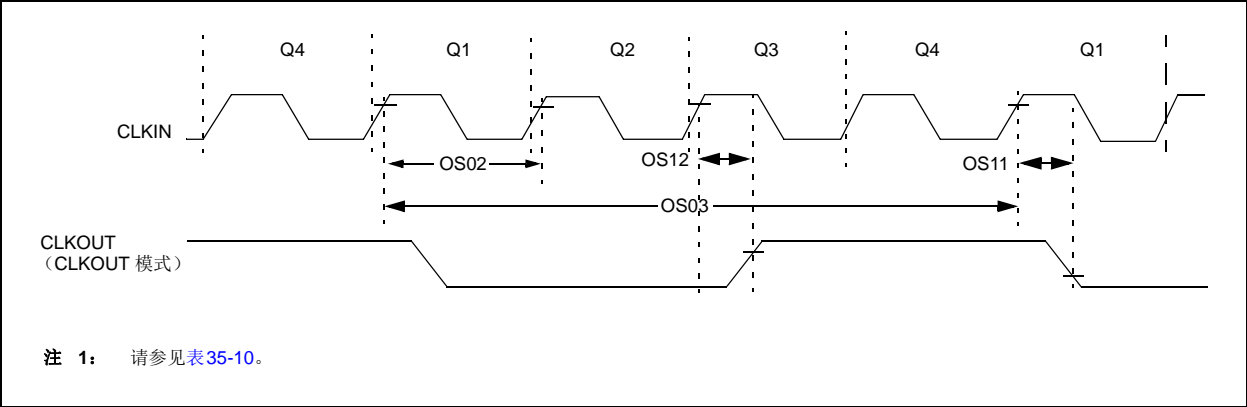 Q4 Q1 Q2 Q3 Q4 Q1
CLKIN
OS02 OS12 OS11
OS03
CLKOUT
（CLKOUT 模式）
注 1： 请参见表35-10。